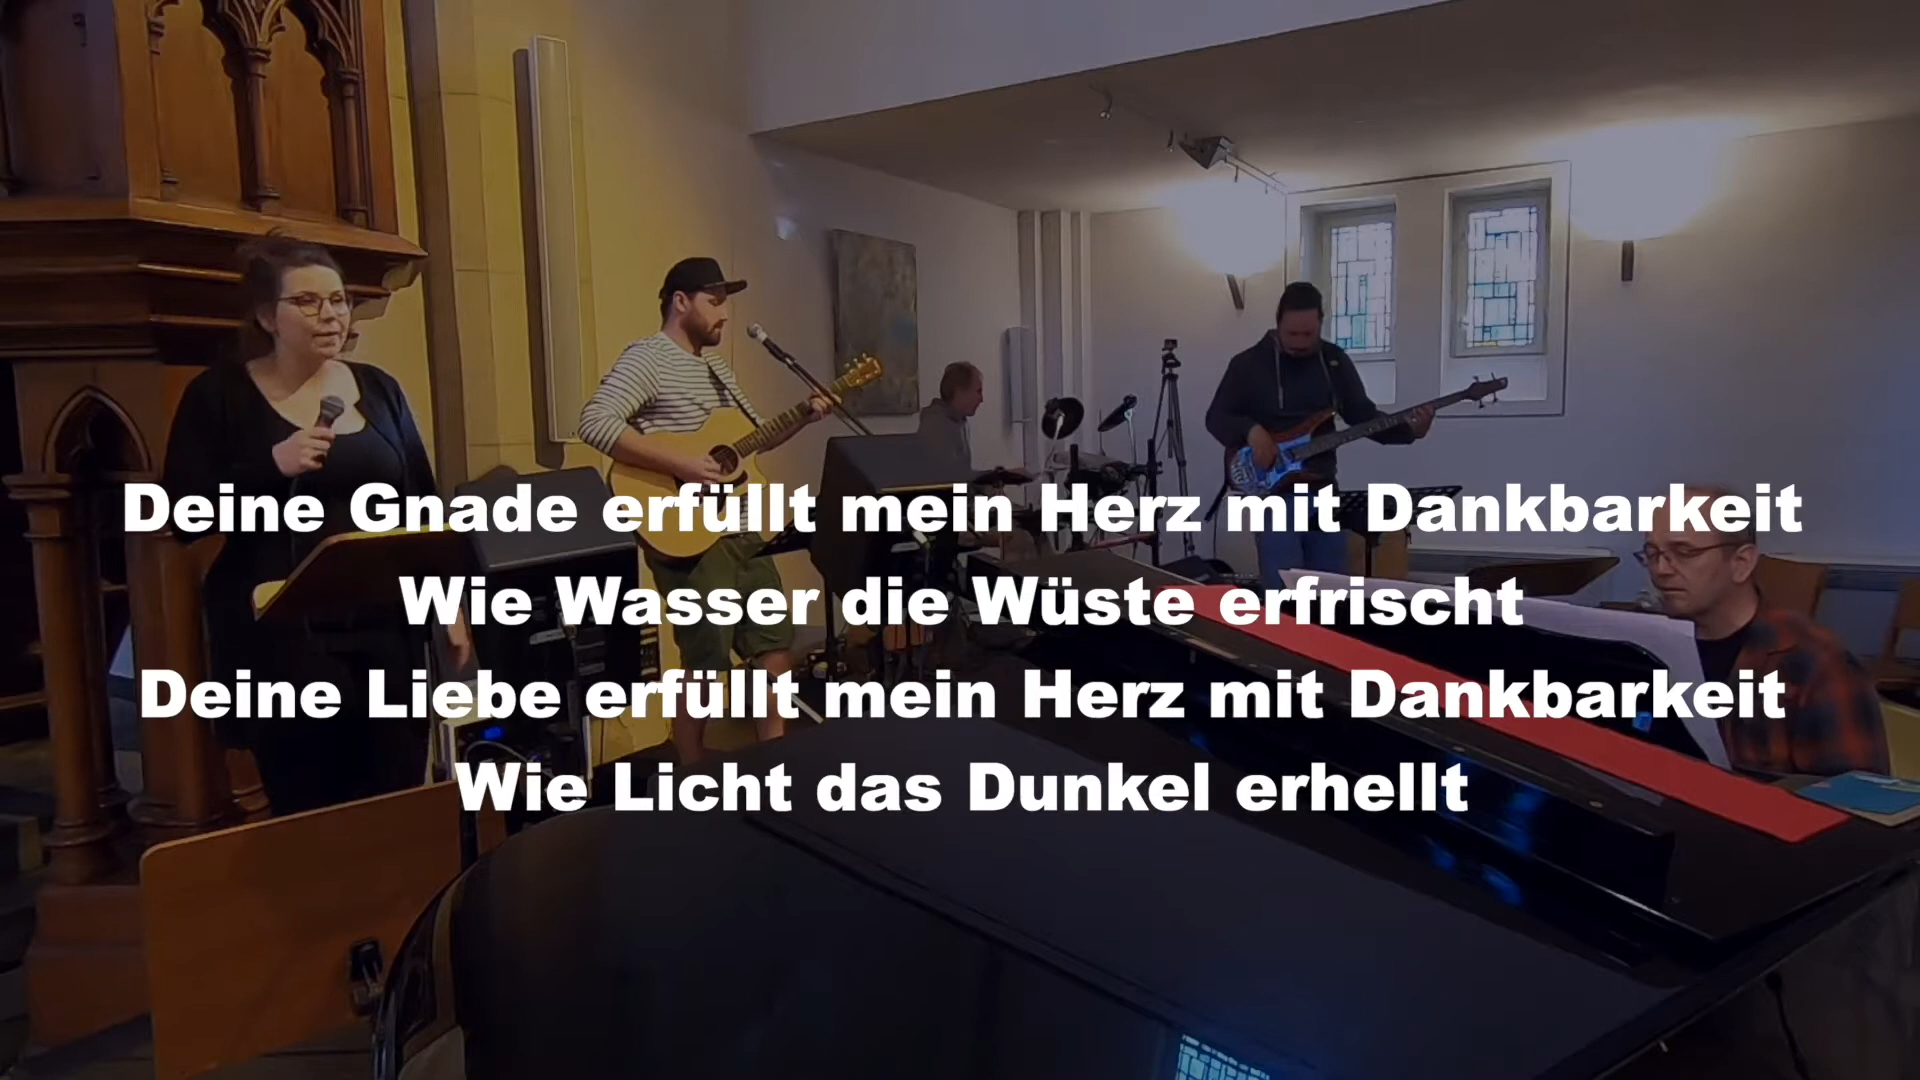 Deine Gnade erfüllt mein Herz mit Dankbarkeit
Wie Wasser die Wüste erfrischt
Deine Liebe erfüllt mein Herz mit Dankbarkeit
Wie Licht das Dunkel erhellt